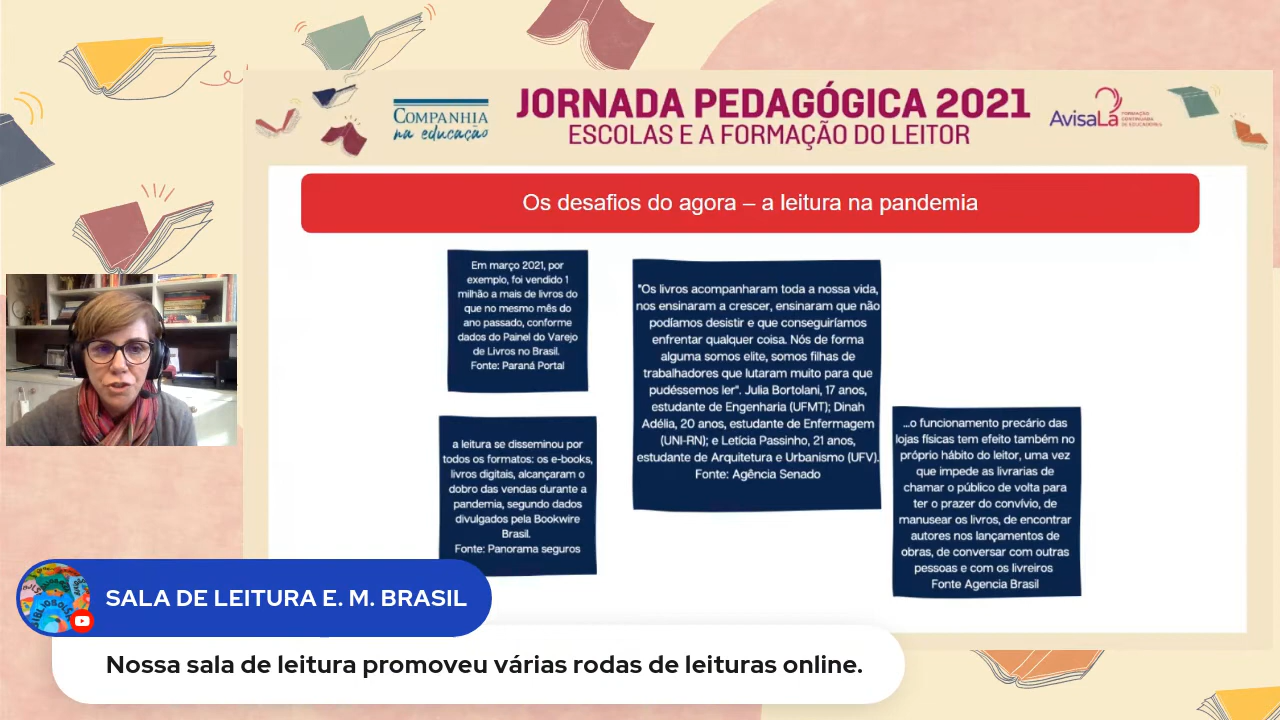 COMPANHIA
na educação
JORNADA PEDAGÓGICA 2021
ESCOLAS E A FORMAÇÃO DO LEITOR
AvisaLá
FORMAÇÃO
CONTINUADA
DE EDUCADORES
Os desafios do agora – a leitura na pandemia
Em março 2021, por
exemplo, foi vendido 1
milhão a mais de livros do
que no mesmo mês do
ano passado, conforme
dados do Painel do Varejo
de Livros no Brasil.
Fonte: Paraná Portal
a leitura se disseminou por
todos os formatos: os e-books,
livros digitais, alcançaram o
dobro das vendas durante a
pandemia, segundo dados
divulgados pela Bookwire
Brasil.
Fonte: Panorama seguros
"Os livros acompanharam toda a nossa vida,
nos ensinaram a crescer, ensinaram que não
podíamos desistir e que conseguiríamos
enfrentar qualquer coisa. Nós de forma
alguma somos elite, somos filhas de
trabalhadores que lutaram muito para que
pudéssemos ler". Julia Bortolani, 17 anos,
estudante de Engenharia (UFMT); Dinah
Adélia, 20 anos, estudante de Enfermagem
(UNI-RN); e Letícia Passinho, 21 anos,
estudante de Arquitetura e Urbanismo (UFV).
Fonte: Agência Senado
...o funcionamento precário das
lojas físicas tem efeito também no
próprio hábito do leitor, uma vez
que impede as livrarias de
chamar o público de volta para
ter o prazer do convívio, de
manusear os livros, de encontrar
autores nos lançamentos de
obras, de conversar com outras
pessoas e com os livreiros
Fonte Agencia Brasil
SALA DE LEITURA E. M. BRASIL
Nossa sala de leitura promoveu várias rodas de leituras online.